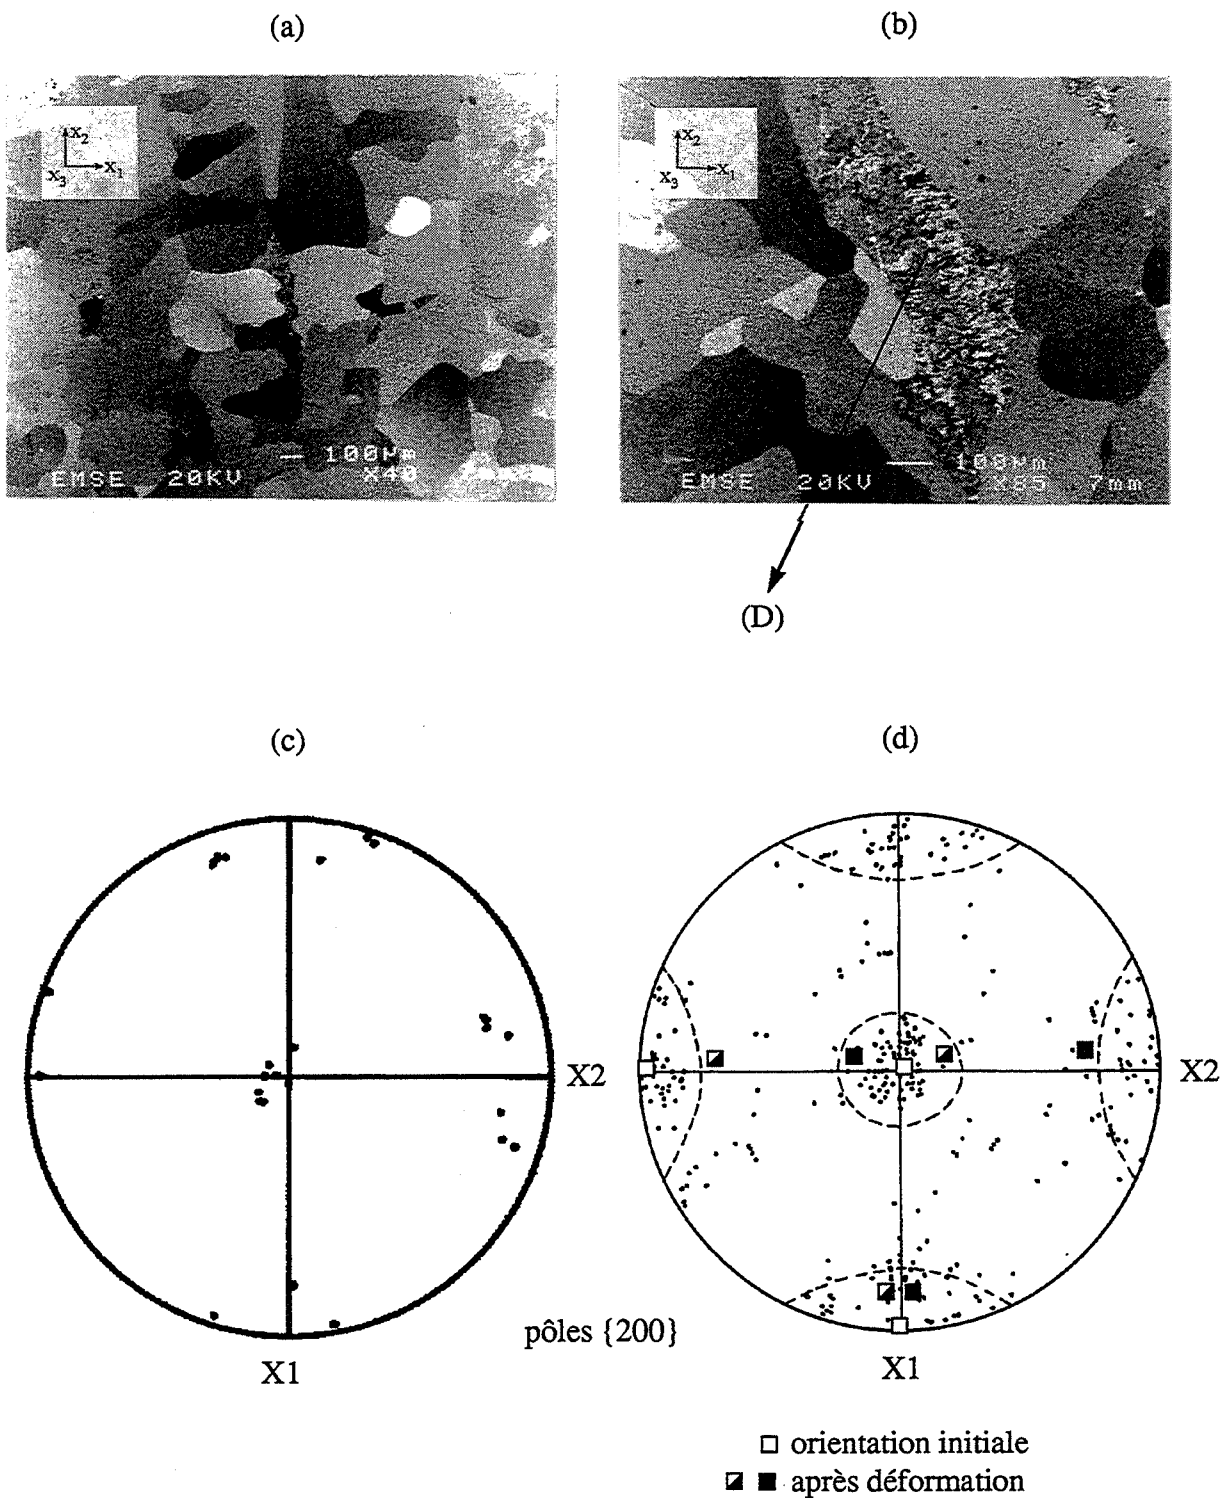 (a)
(b)
x2
x3 x1
x2
x3 x1
100µm
EMSE 20KV X40
100µm
EMSE 20KV X85 7mm
(D)
(c)
(d)
X2
X2
X1
pôles {200}
X1
orientation initiale
après déformation